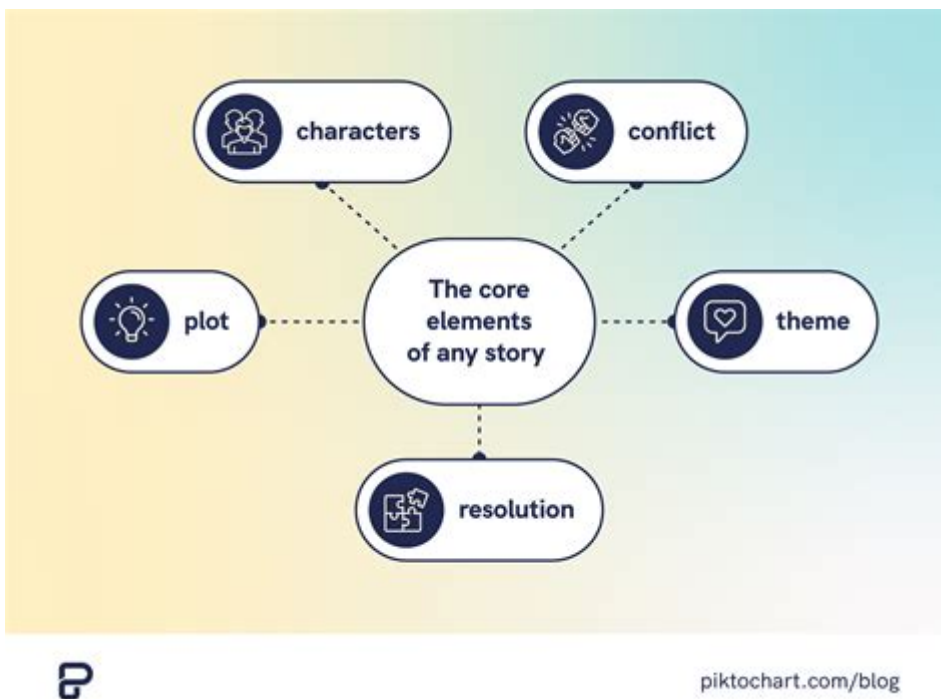 characters
conflict
The core
elements
of any story
plot
theme
resolution
piktochart.com/blog